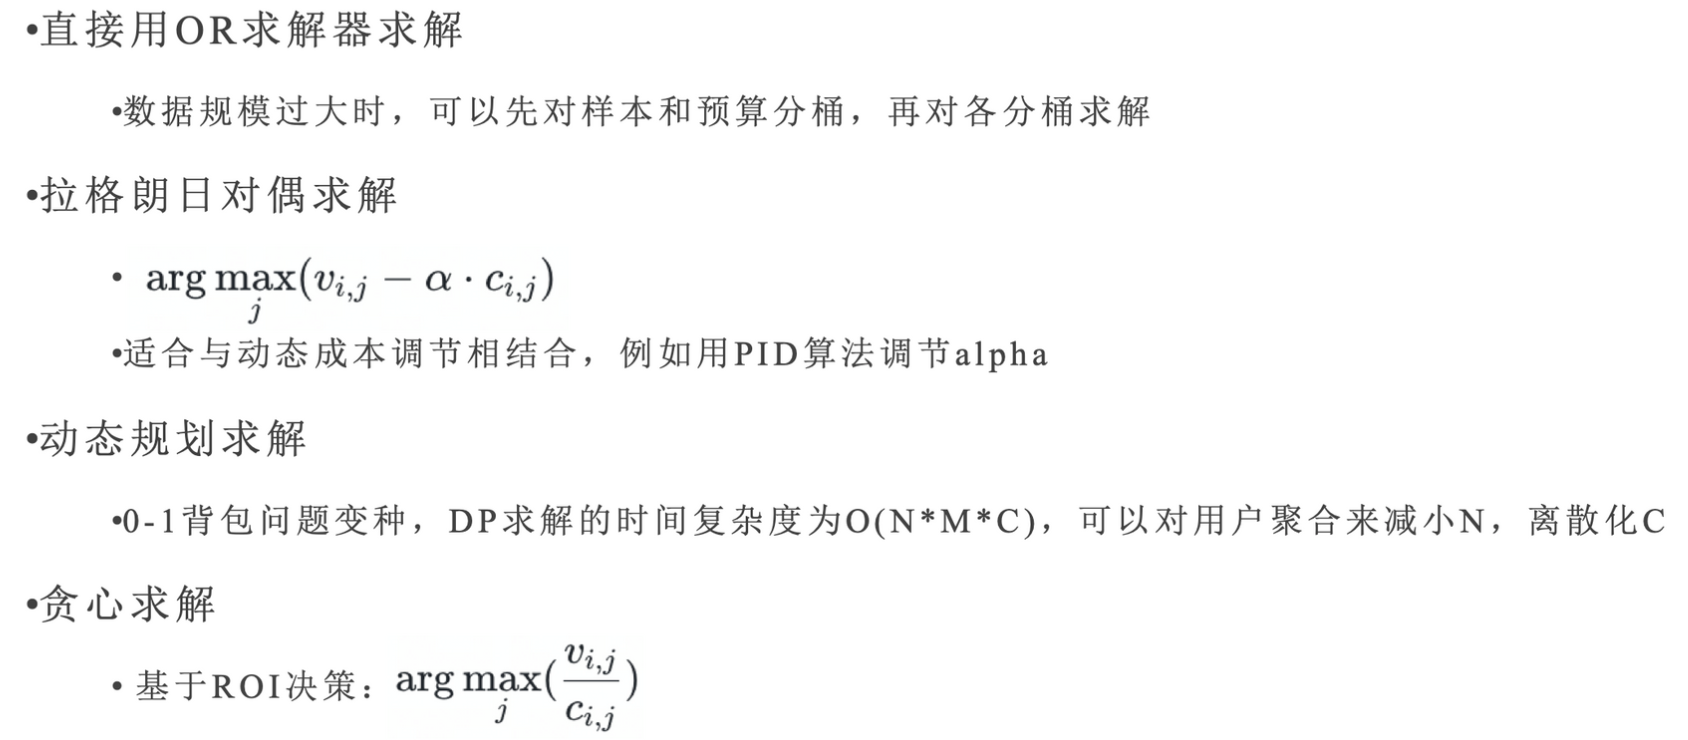 •直接用OR求解器求解
•数据规模过大时，可以先对样本和预算分桶，再对各分桶求解
•拉格朗日对偶求解
• arg max_j(v_{i,j} − α · c_{i,j})
•适合与动态成本调节相结合，例如用PID算法调节alpha
•动态规划求解
•0-1背包问题变种，DP求解的时间复杂度为O(N*M*C)，可以对用户聚合来减小N，离散化C
•贪心求解
• 基于ROI决策：arg max_j(v_{i,j}/c_{i,j})